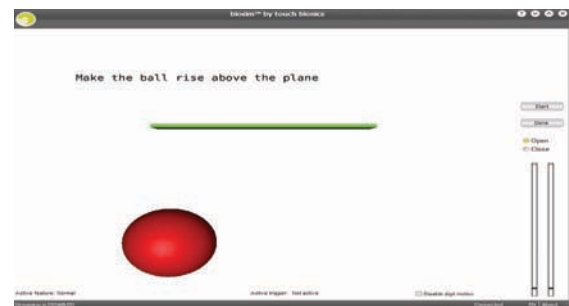 biosim™ by touch bionics
Make the ball rise above the plane
Start
Done
Open
Close
Active feature: Normal
Active trigger: Not active
Disable digit motion
Connected